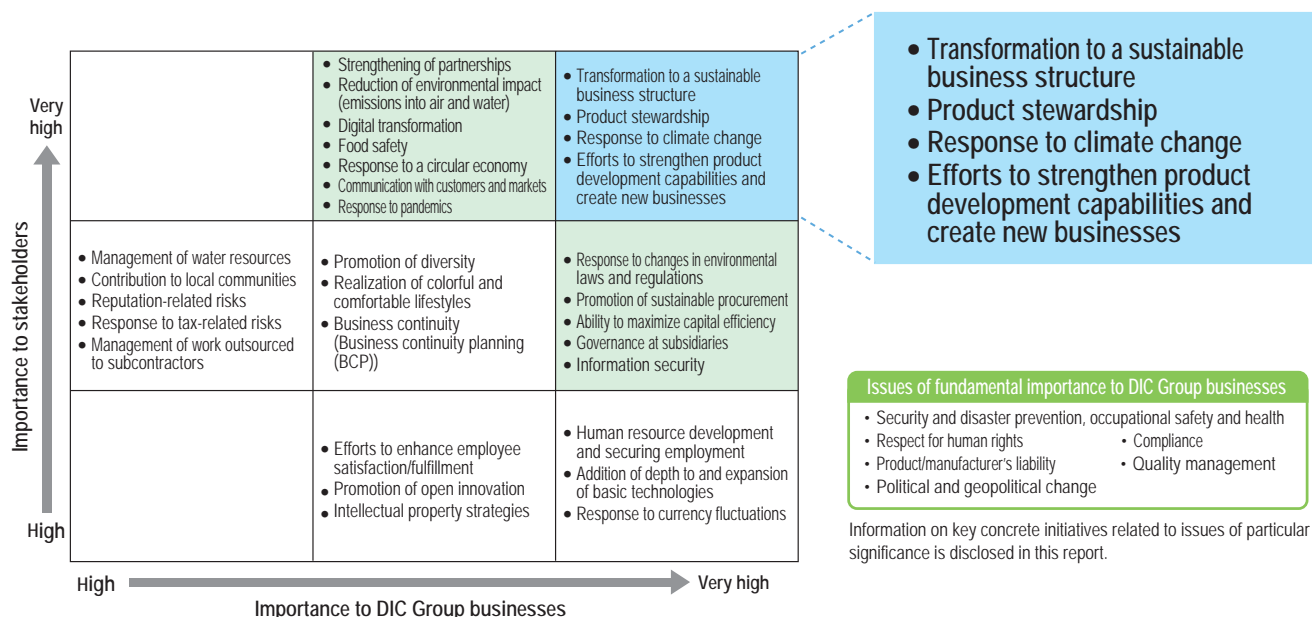 Very
high
Importance to stakeholders
High
• Strengthening of partnerships
• Reduction of environmental impact
(emissions into air and water)
• Digital transformation
• Food safety
• Response to a circular economy
• Communication with customers and markets
• Response to pandemics
• Transformation to a sustainable
business structure
• Product stewardship
• Response to climate change
• Efforts to strengthen product
development capabilities and
create new businesses
• Management of water resources
• Contribution to local communities
• Reputation-related risks
• Response to tax-related risks
• Management of work outsourced
to subcontractors
• Promotion of diversity
• Realization of colorful and
comfortable lifestyles
• Business continuity
(Business continuity planning
(BCP))
• Response to changes in environmental
laws and regulations
• Promotion of sustainable procurement
• Ability to maximize capital efficiency
• Governance at subsidiaries
• Information security
• Efforts to enhance employee
satisfaction/fulfillment
• Promotion of open innovation
• Intellectual property strategies
• Human resource development
and securing employment
• Addition of depth to and expansion
of basic technologies
• Response to currency fluctuations
High
Very high
Importance to DIC Group businesses
• Transformation to a sustainable
business structure
• Product stewardship
• Response to climate change
• Efforts to strengthen product
development capabilities and
create new businesses
Issues of fundamental importance to DIC Group businesses
• Security and disaster prevention, occupational safety and health
• Respect for human rights
• Compliance
• Product/manufacturer's liability
• Quality management
• Political and geopolitical change
Information on key concrete initiatives related to issues of particular
significance is disclosed in this report.